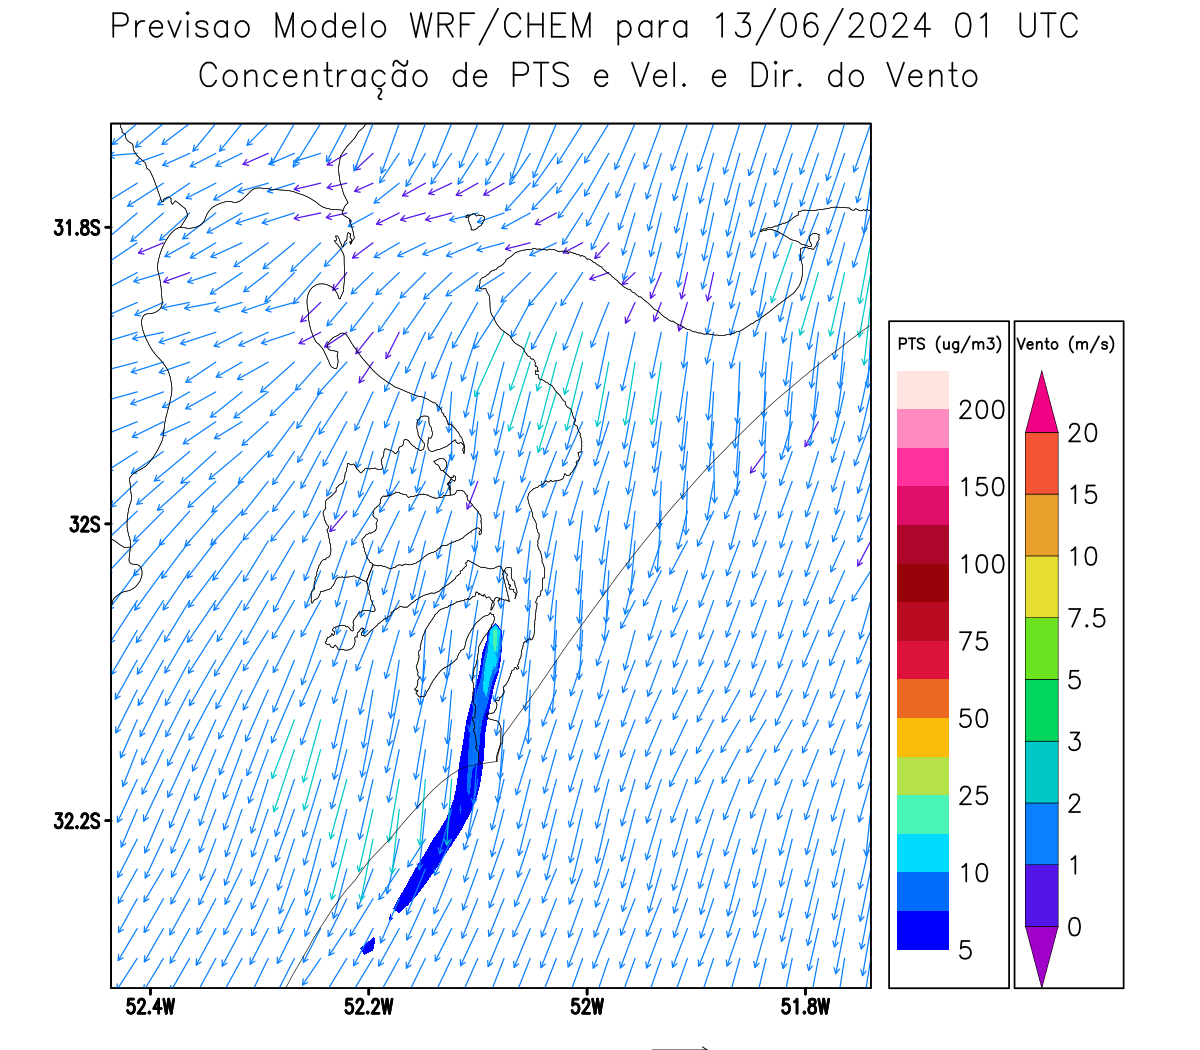 Previsao Modelo WRF/CHEM para 13/06/2024 01 UTC
Concentração de PTS e Vel. e Dir. do Vento
31.8S
32S
32.2S
52.4W 52.2W 52W 51.8W
PTS (ug/m3)
200
150
100
75
50
25
10
5
Vento (m/s)
20
15
10
7.5
5
3
2
1
0